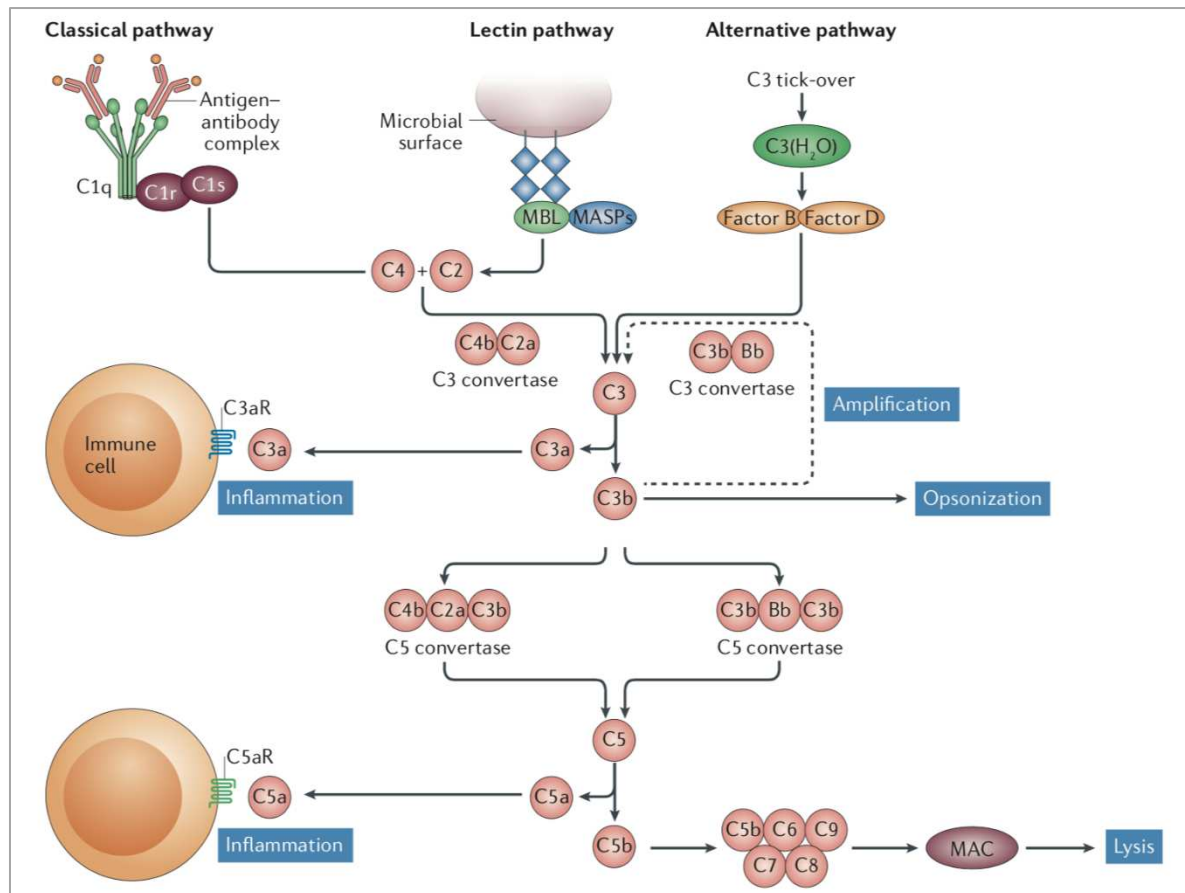 Classical pathway
Lectin pathway
Alternative pathway
Antigen–
antibody
complex
C1q
C1r
C1s
Microbial
surface
MBL
MASPs
C3 tick-over
C3(H₂O)
Factor B
Factor D
C4 + C2
C4b C2a
C3 convertase
C3b Bb
C3 convertase
C3
Amplification
C3aR
Immune
cell
C3a
C3a
Inflammation
C3b
Opsonization
C4b C2a C3b
C5 convertase
C3b Bb C3b
C5 convertase
C5
C5aR
C5a
C5a
Inflammation
C5b
C5b C6 C9
C7 C8
MAC
Lysis